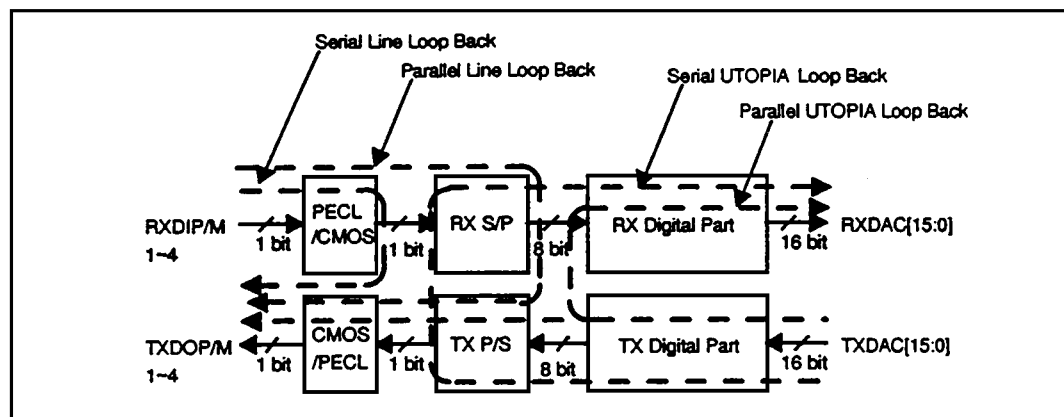 Serial Line Loop Back
Parallel Line Loop Back
Serial UTOPIA Loop Back
Parallel UTOPIA Loop Back
RXDIP/M
1~4
1 bit
PECL
/CMOS
1 bit
RX S/P
8 bit
RX Digital Part
16 bit
RXDAC[15:0]
TXDOP/M
1~4
1 bit
CMOS
/PECL
1 bit
TX P/S
8 bit
TX Digital Part
16 bit
TXDAC[15:0]